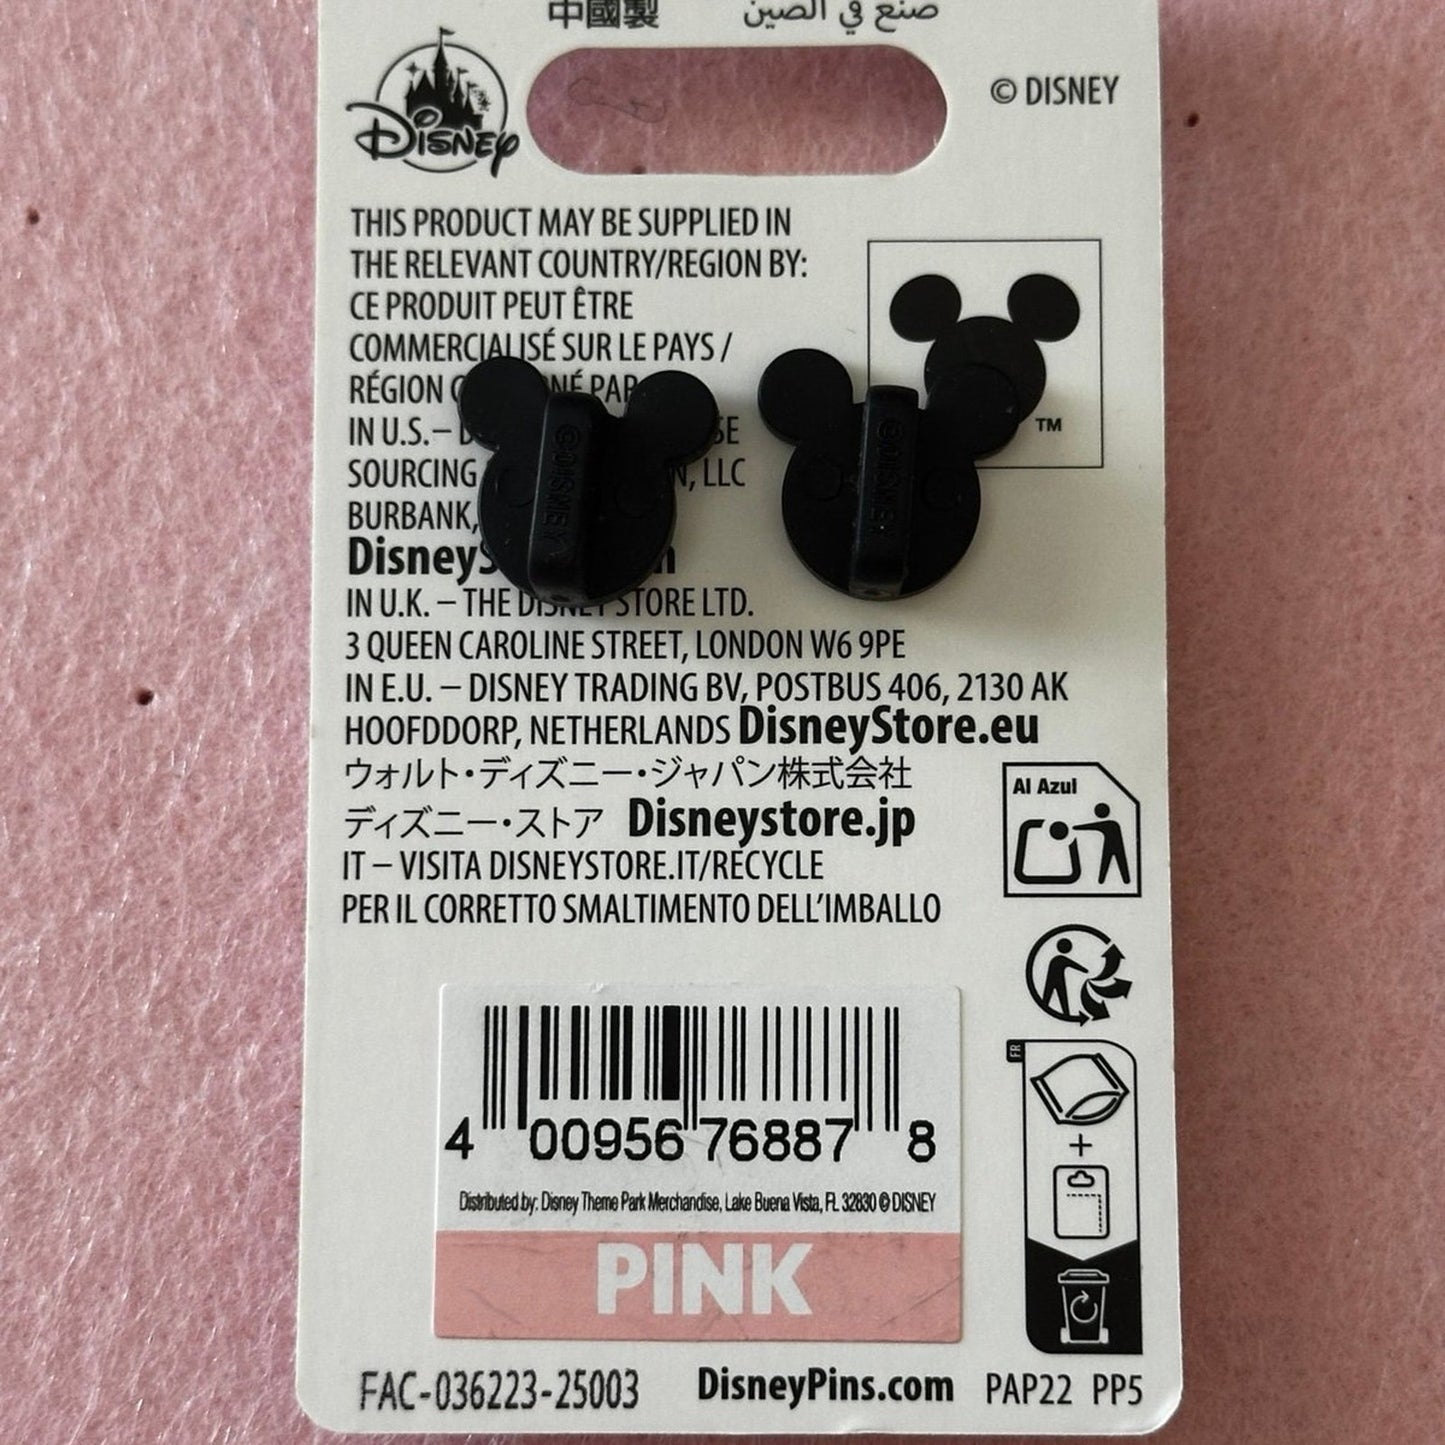 中國製 صنع في الصين
Disney
© DISNEY
THIS PRODUCT MAY BE SUPPLIED IN
THE RELEVANT COUNTRY/REGION BY:
CE PRODUIT PEUT ÊTRE
COMMERCIALISÉ SUR LE PAYS /
RÉGION PAR
IN U.S. –
SOURCING LLC
BURBANK,
TM
©DISNEY
©DISNEY
IN U.K. – THE DISNEY STORE LTD.
3 QUEEN CAROLINE STREET, LONDON W6 9PE
IN E.U. – DISNEY TRADING BV, POSTBUS 406, 2130 AK
HOOFDDORP, NETHERLANDS DisneyStore.eu
ウォルト・ディズニー・ジャパン株式会社
ディズニー・ストア Disneystore.jp
IT – VISITA DISNEYSTORE.IT/RECYCLE
PER IL CORRETTO SMALTIMENTO DELL'IMBALLO
Al Azul
FR
4 00956 76887 8
Distributed by: Disney Theme Park Merchandise, Lake Buena Vista, FL 32830 © DISNEY
PINK
FAC-036223-25003 DisneyPins.com PAP22 PP5